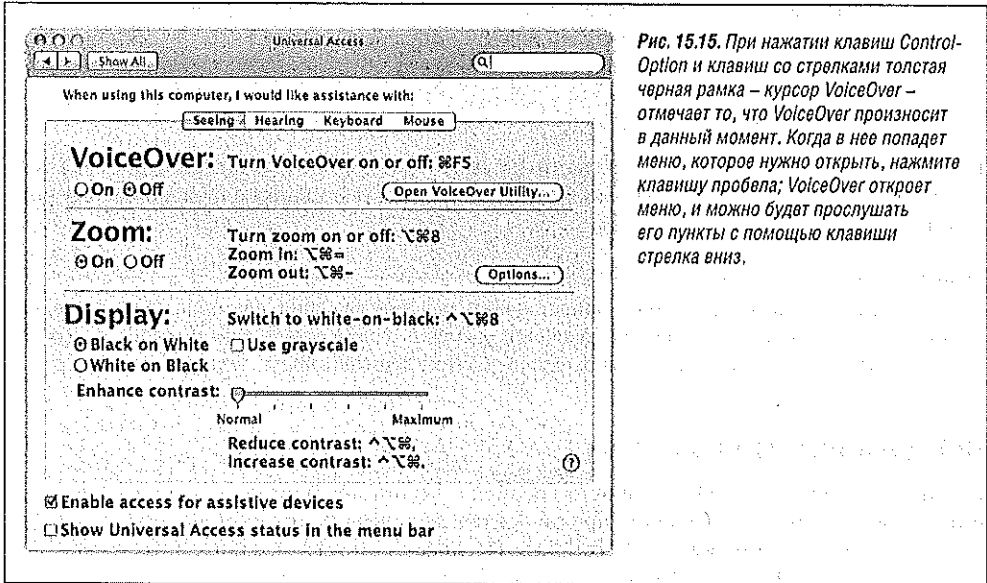 Universal Access
Show All
When using this computer, I would like assistance with:
Seeing Hearing Keyboard Mouse
VoiceOver: Turn VoiceOver on or off: ⌘F5
On Off
Open VoiceOver Utility...
Zoom:
Turn zoom on or off: ⌥⌘8
On Off
Zoom in: ⌥⌘=
Zoom out: ⌥⌘-
Options...
Display:
Switch to white-on-black: ^⌥⌘8
Black on White
Use grayscale
White on Black
Enhance contrast:
Normal Maximum
Reduce contrast: ^⌥⌘,
Increase contrast: ^⌥⌘.
?
Enable access for assistive devices
Show Universal Access status in the menu bar
Рис. 15.15. При нажатии клавиш Control-
Option и клавиш со стрелками толстая
черная рамка – курсор VoiceOver –
отмечает то, что VoiceOver произносит
в данный момент. Когда в нее попадет
меню, которое нужно открыть, нажмите
клавишу пробела; VoiceOver откроет
меню, и можно будет прослушать
его пункты с помощью клавиши
стрелка вниз.